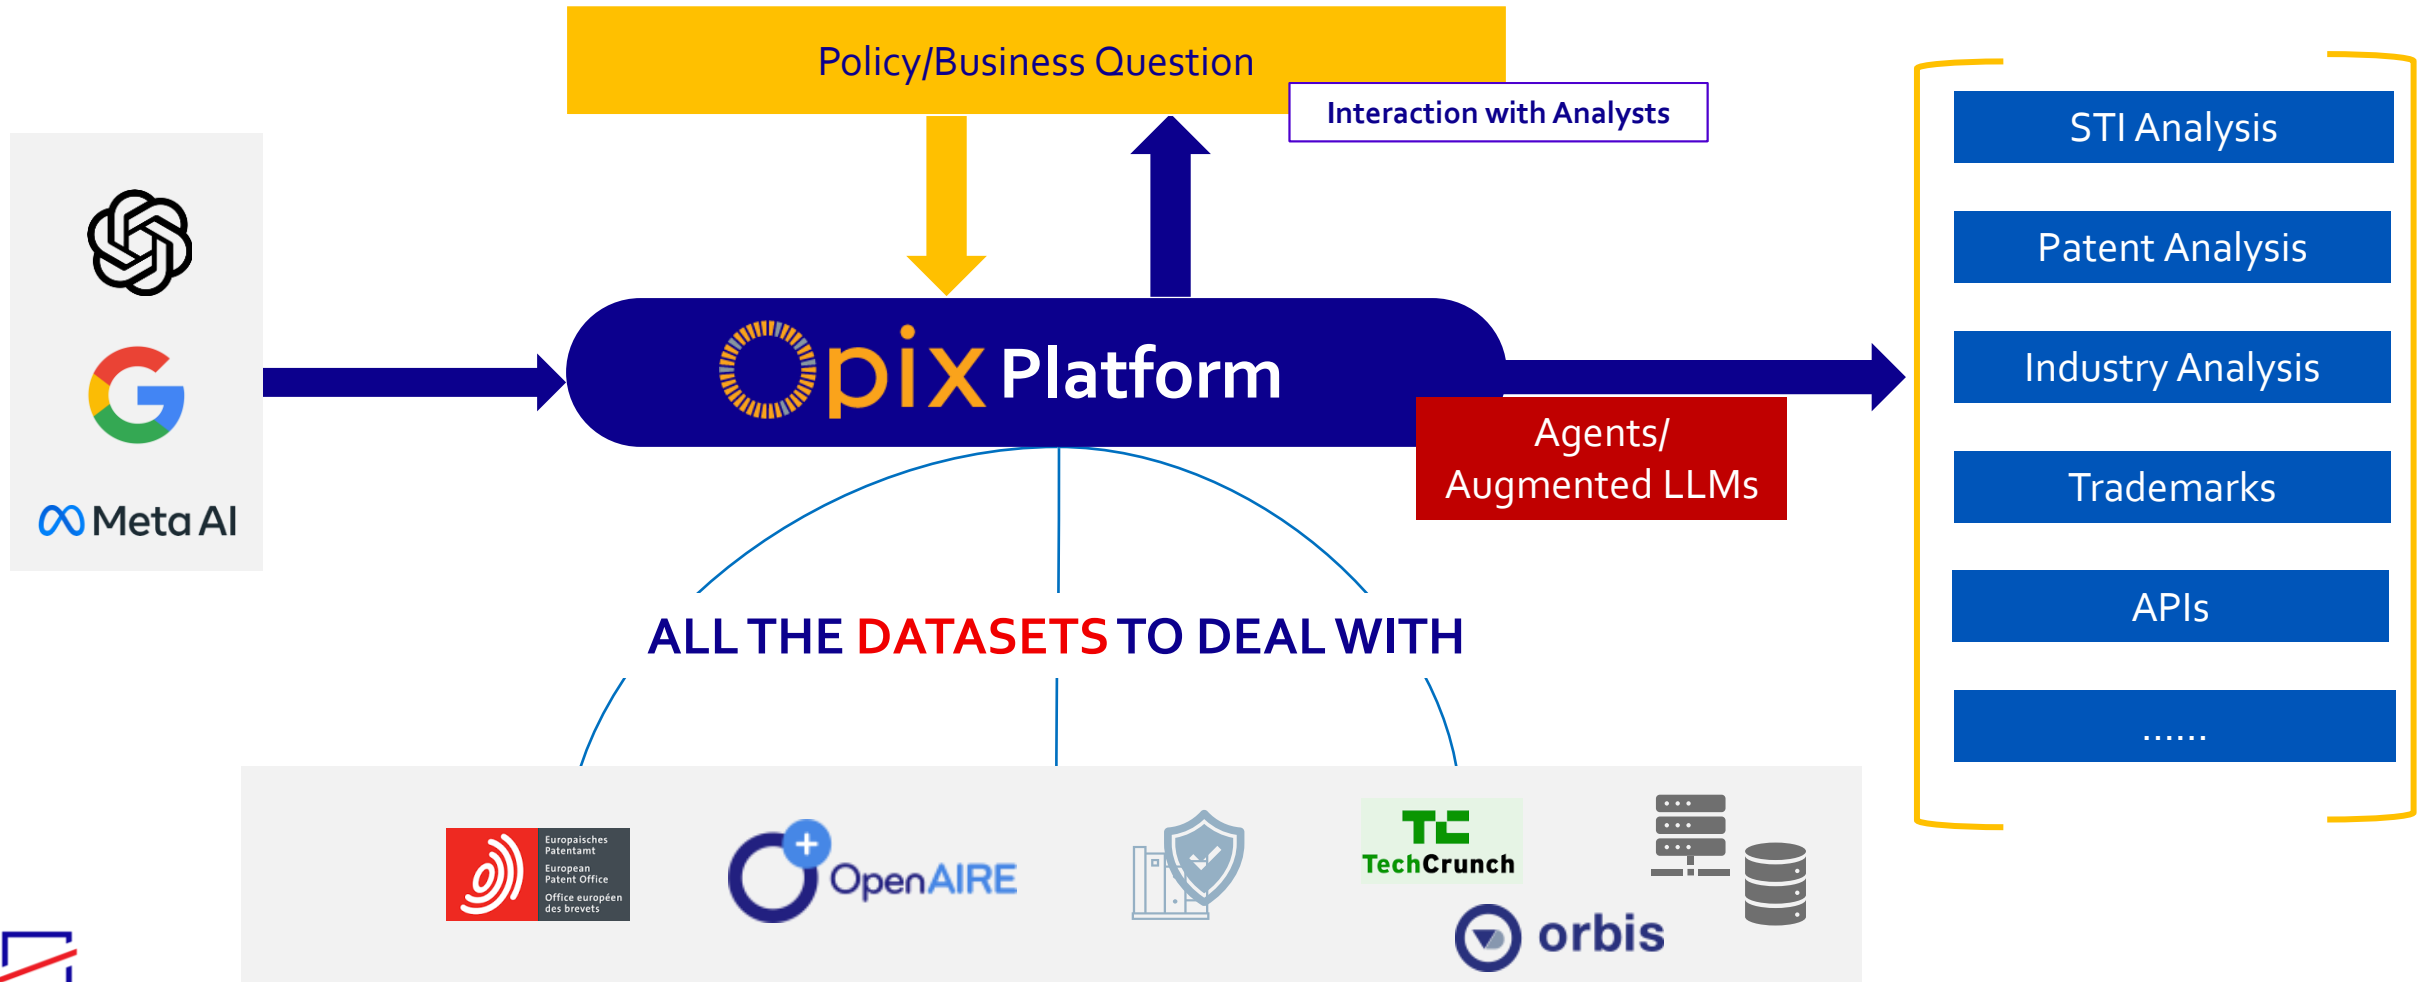 Policy/Business Question
Interaction with Analysts
Meta AI
Opix Platform
Agents/
Augmented LLMs
STI Analysis
Patent Analysis
Industry Analysis
Trademarks
APIs
......
ALL THE DATASETS TO DEAL WITH
Europaisches
Patentamt
European
Patent Office
Office européen
des brevets
OpenAIRE
TC
TechCrunch
orbis